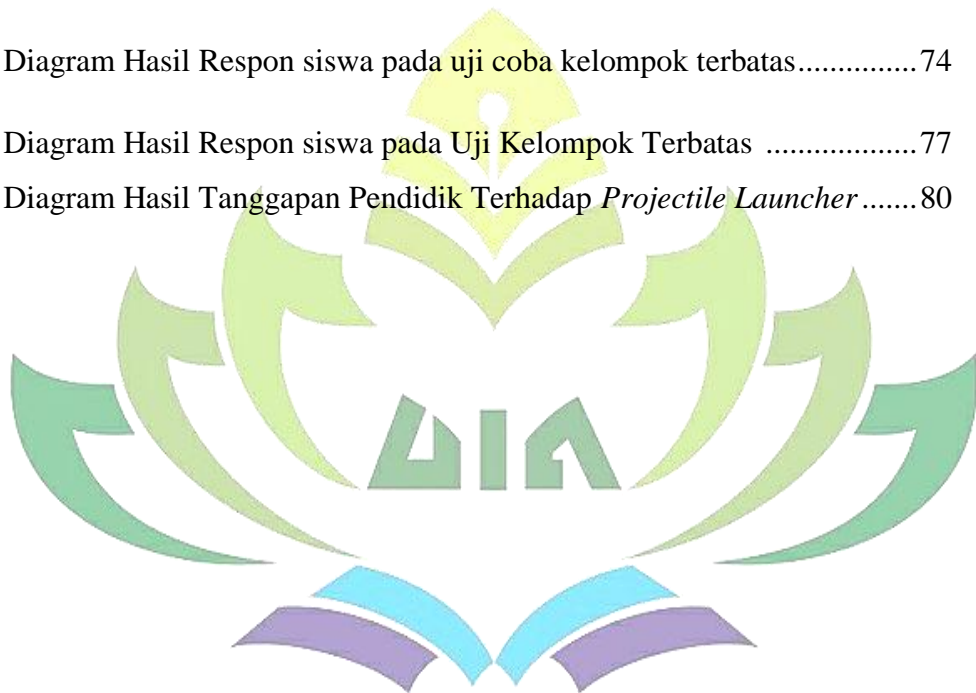 Diagram Hasil Respon siswa pada uji coba kelompok terbatas...............74
Diagram Hasil Respon siswa pada Uji Kelompok Terbatas ..................77
Diagram Hasil Tanggapan Pendidik Terhadap Projectile Launcher.......80
UIN